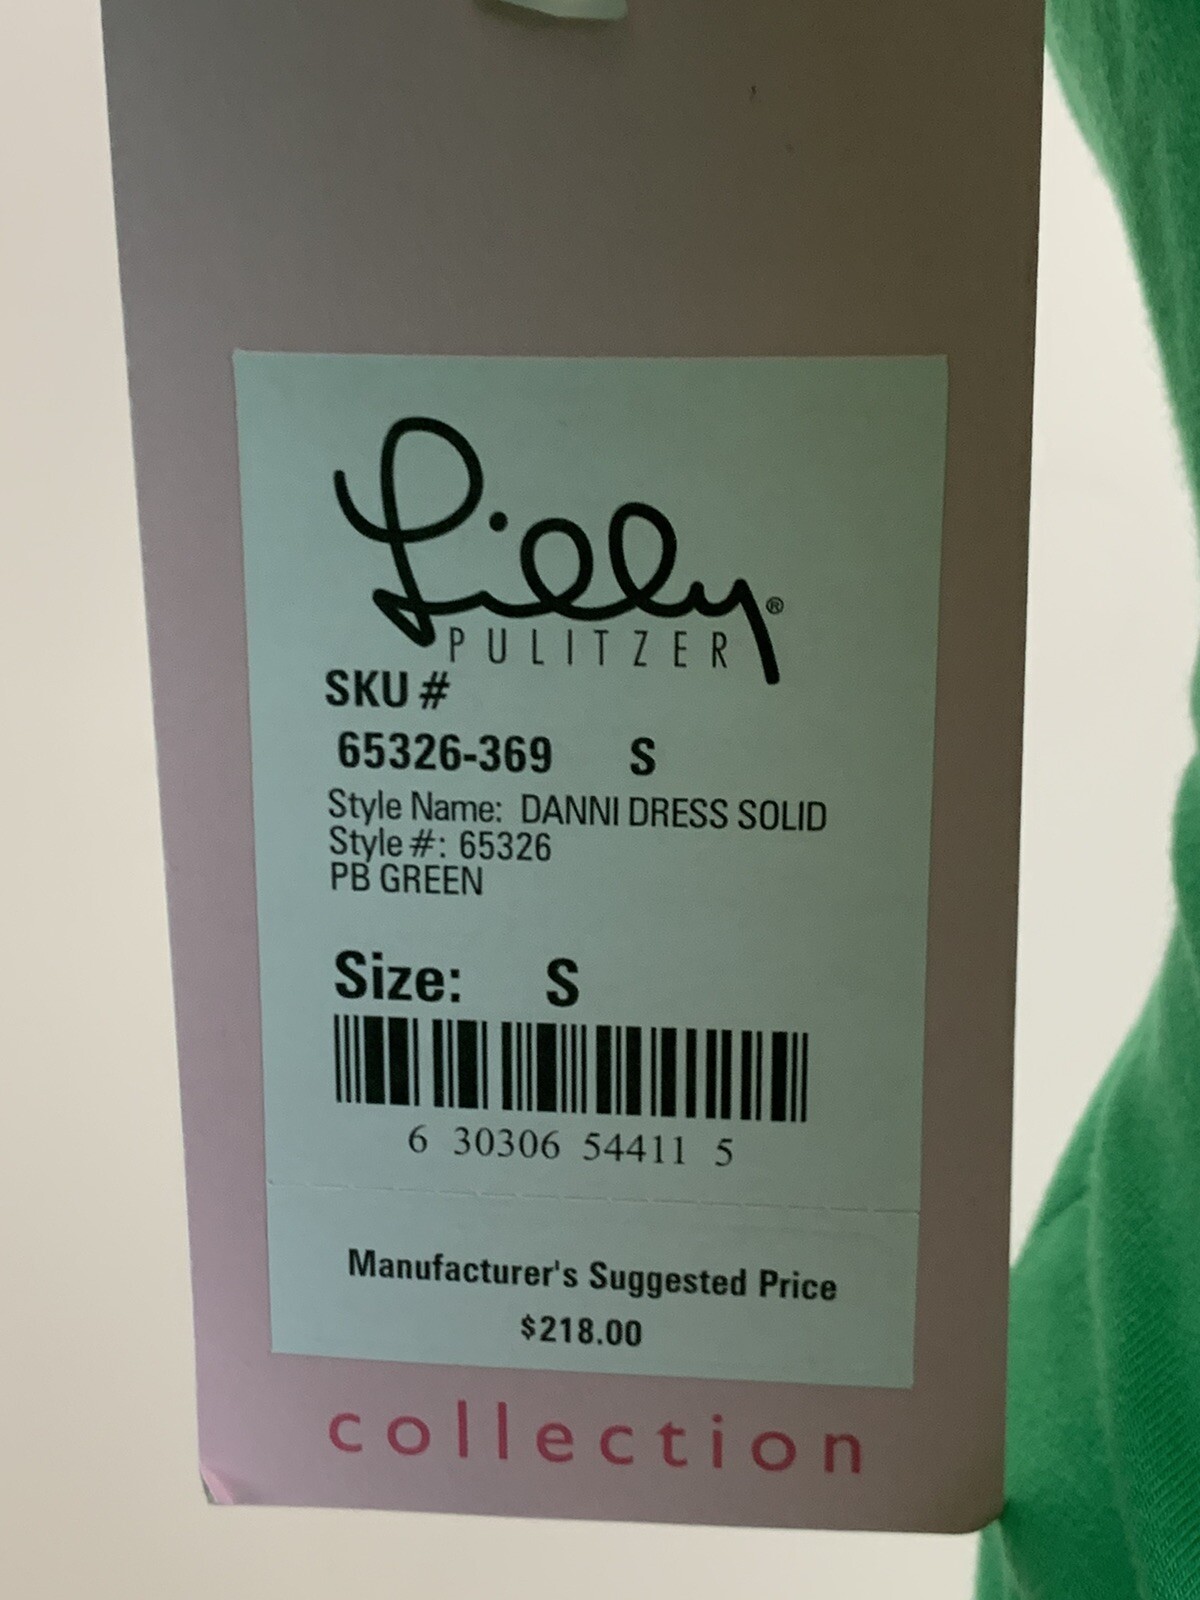 Lilly®
PULITZER
SKU #
65326-369 S
Style Name: DANNI DRESS SOLID
Style #: 65326
PB GREEN
Size: S
6 30306 54411 5
Manufacturer's Suggested Price
$218.00
collection